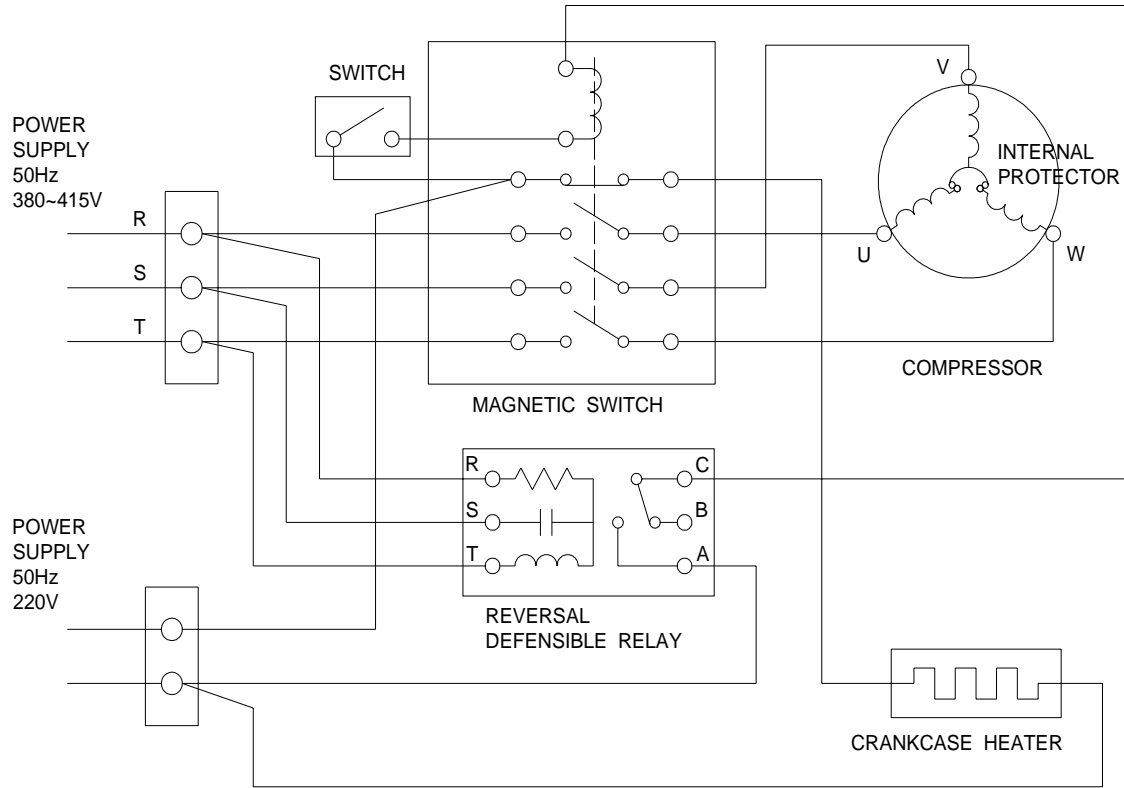 SWITCH
POWER
SUPPLY
50Hz
380~415V
R
S
T
V
INTERNAL
PROTECTOR
U
W
COMPRESSOR
MAGNETIC SWITCH
R
S
T
C
B
A
REVERSAL
DEFENSIBLE RELAY
POWER
SUPPLY
50Hz
220V
CRANKCASE HEATER